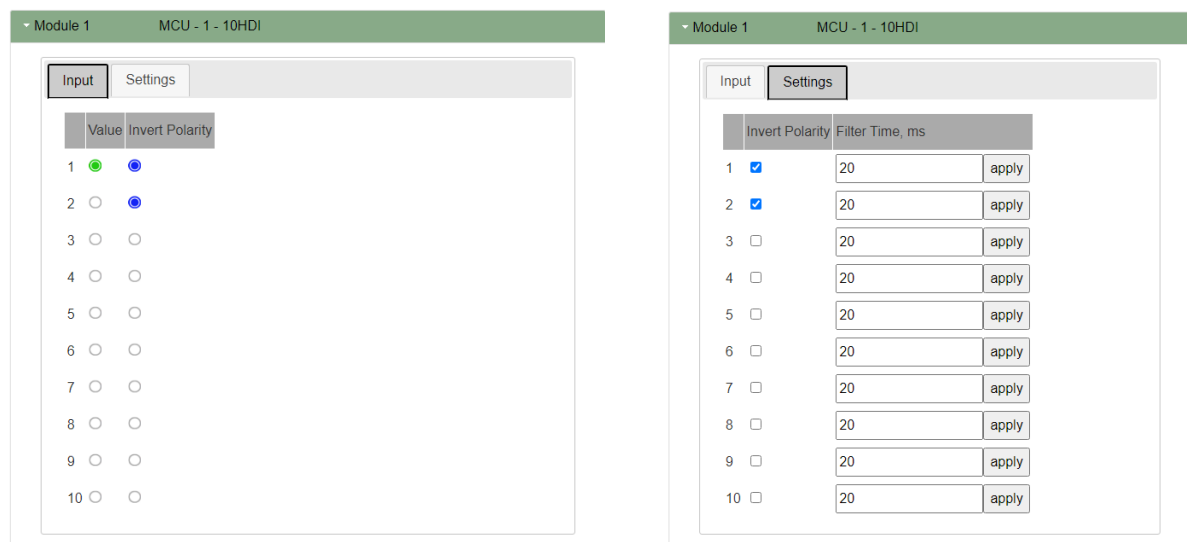 Module 1 MCU - 1 - 10HDI
Input Settings
Value Invert Polarity
1
2
3
4
5
6
7
8
9
10
Module 1 MCU - 1 - 10HDI
Input Settings
Invert Polarity Filter Time, ms
1 20 apply
2 20 apply
3 20 apply
4 20 apply
5 20 apply
6 20 apply
7 20 apply
8 20 apply
9 20 apply
10 20 apply